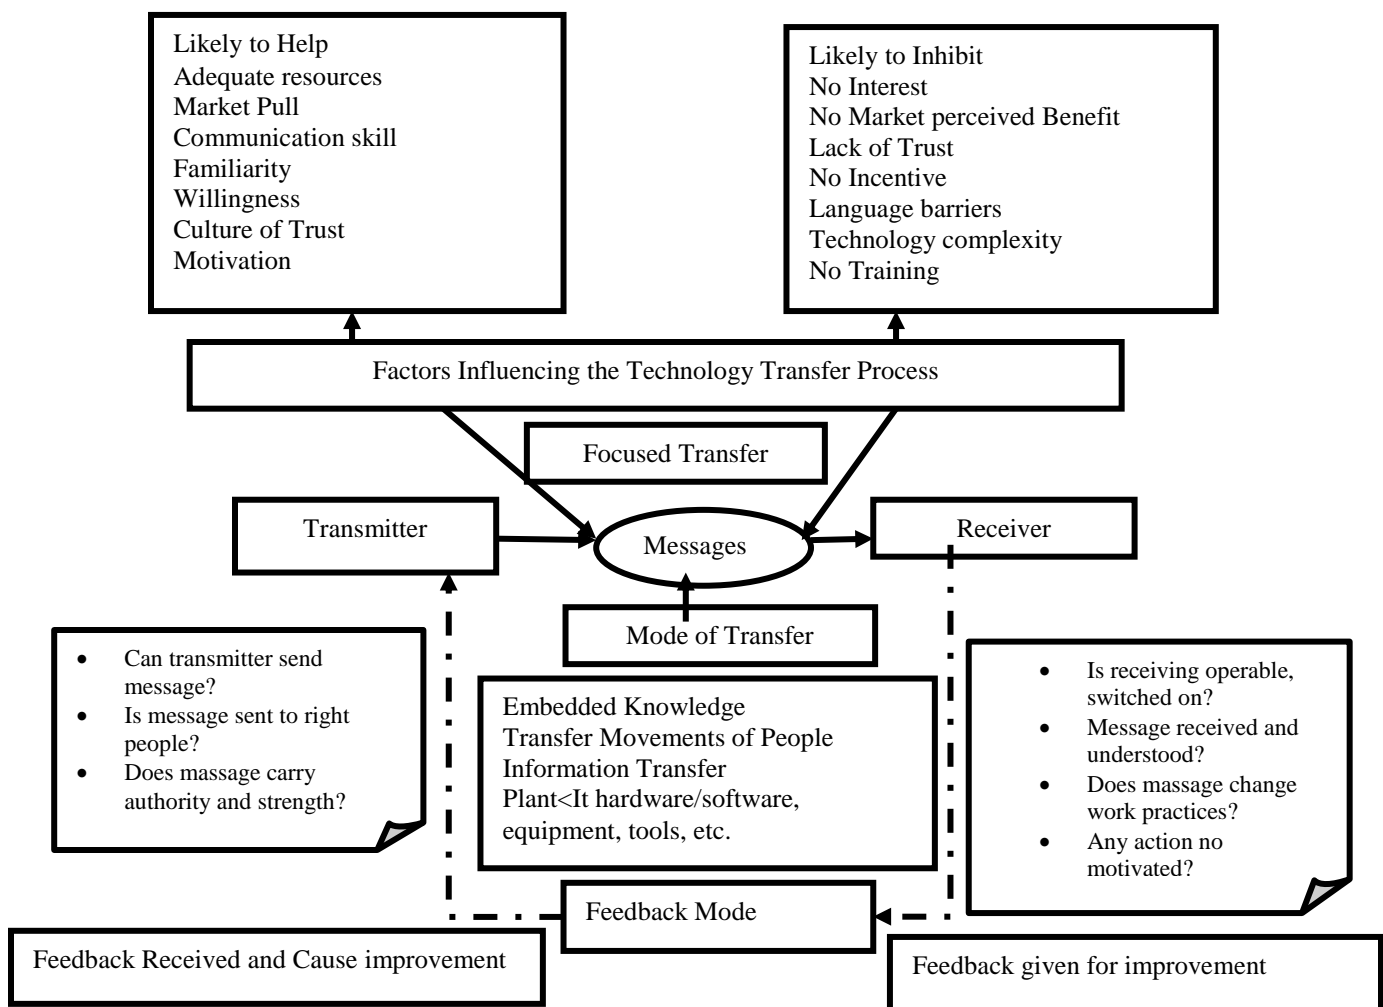 Likely to Help
Adequate resources
Market Pull
Communication skill
Familiarity
Willingness
Culture of Trust
Motivation
Likely to Inhibit
No Interest
No Market perceived Benefit
Lack of Trust
No Incentive
Language barriers
Technology complexity
No Training
Factors Influencing the Technology Transfer Process
Focused Transfer
Transmitter
Messages
Receiver
Mode of Transfer
• Can transmitter send
message?
• Is message sent to right
people?
• Does massage carry
authority and strength?
Embedded Knowledge
Transfer Movements of People
Information Transfer
Plant<It hardware/software,
equipment, tools, etc.
• Is receiving operable,
switched on?
• Message received and
understood?
• Does massage change
work practices?
• Any action no
motivated?
Feedback Mode
Feedback Received and Cause improvement
Feedback given for improvement